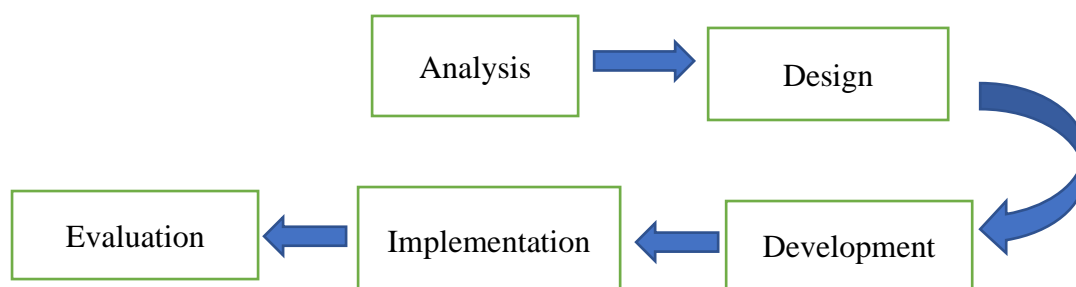 Analysis
Design
Development
Implementation
Evaluation